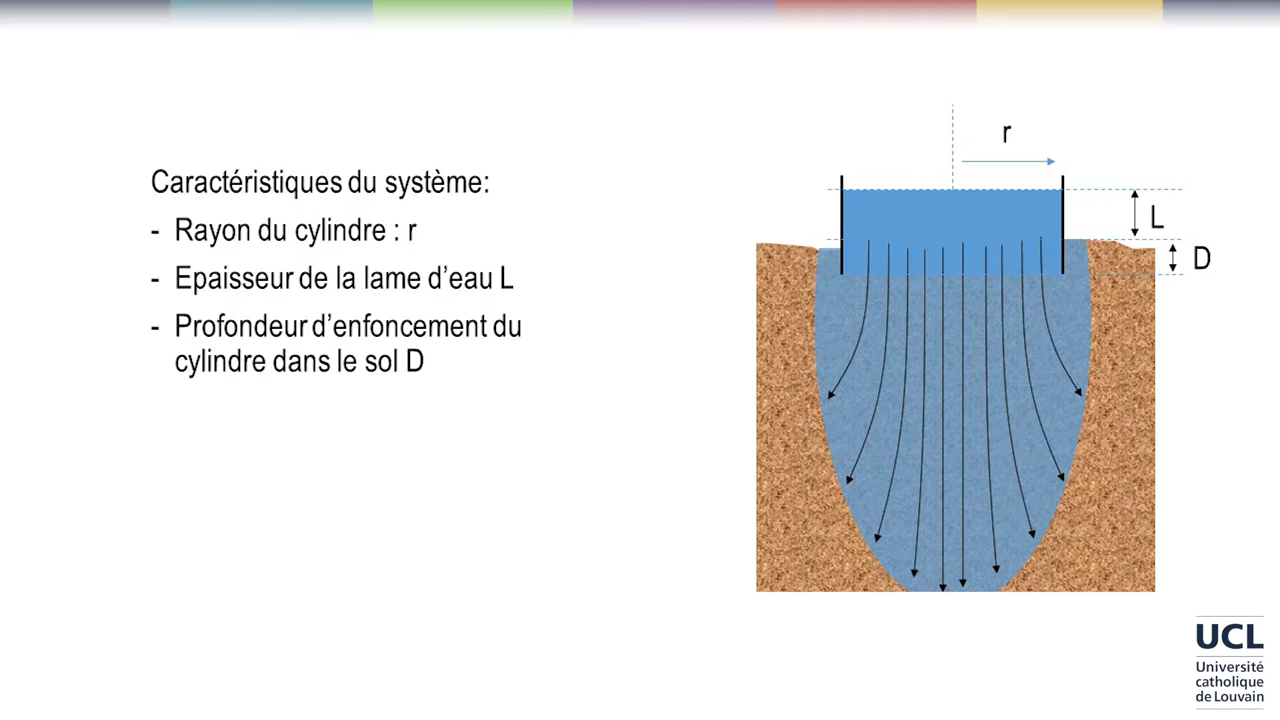 Caractéristiques du système:
- Rayon du cylindre : r
- Epaisseur de la lame d’eau L
- Profondeur d’enfoncement du
cylindre dans le sol D
r
L
D
UCL
Université
catholique
de Louvain